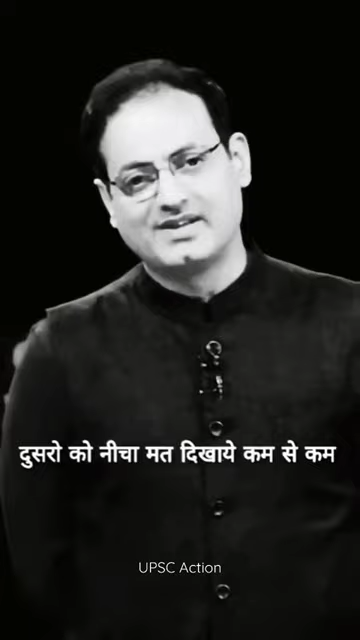 दुसरो को नीचा मत दिखाये कम से कम
UPSC Action